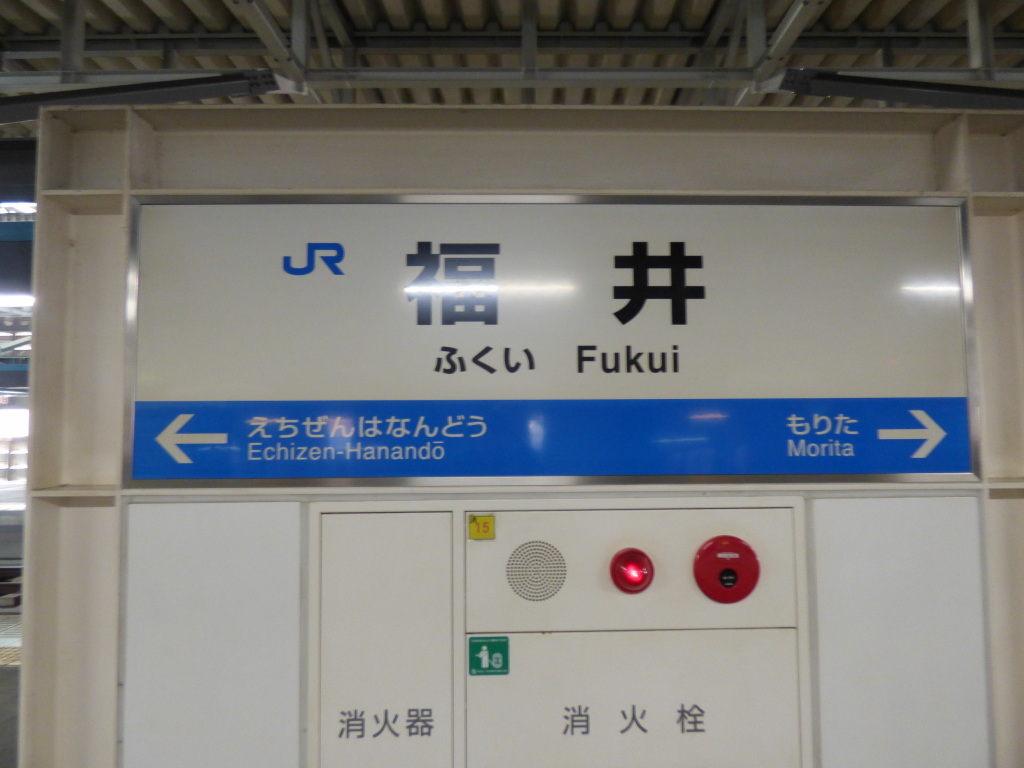 JR 福井
ふくい Fukui
えちぜんはなんどう
Echizen-Hanandō
もりた
Morita
15
消火器
消火栓